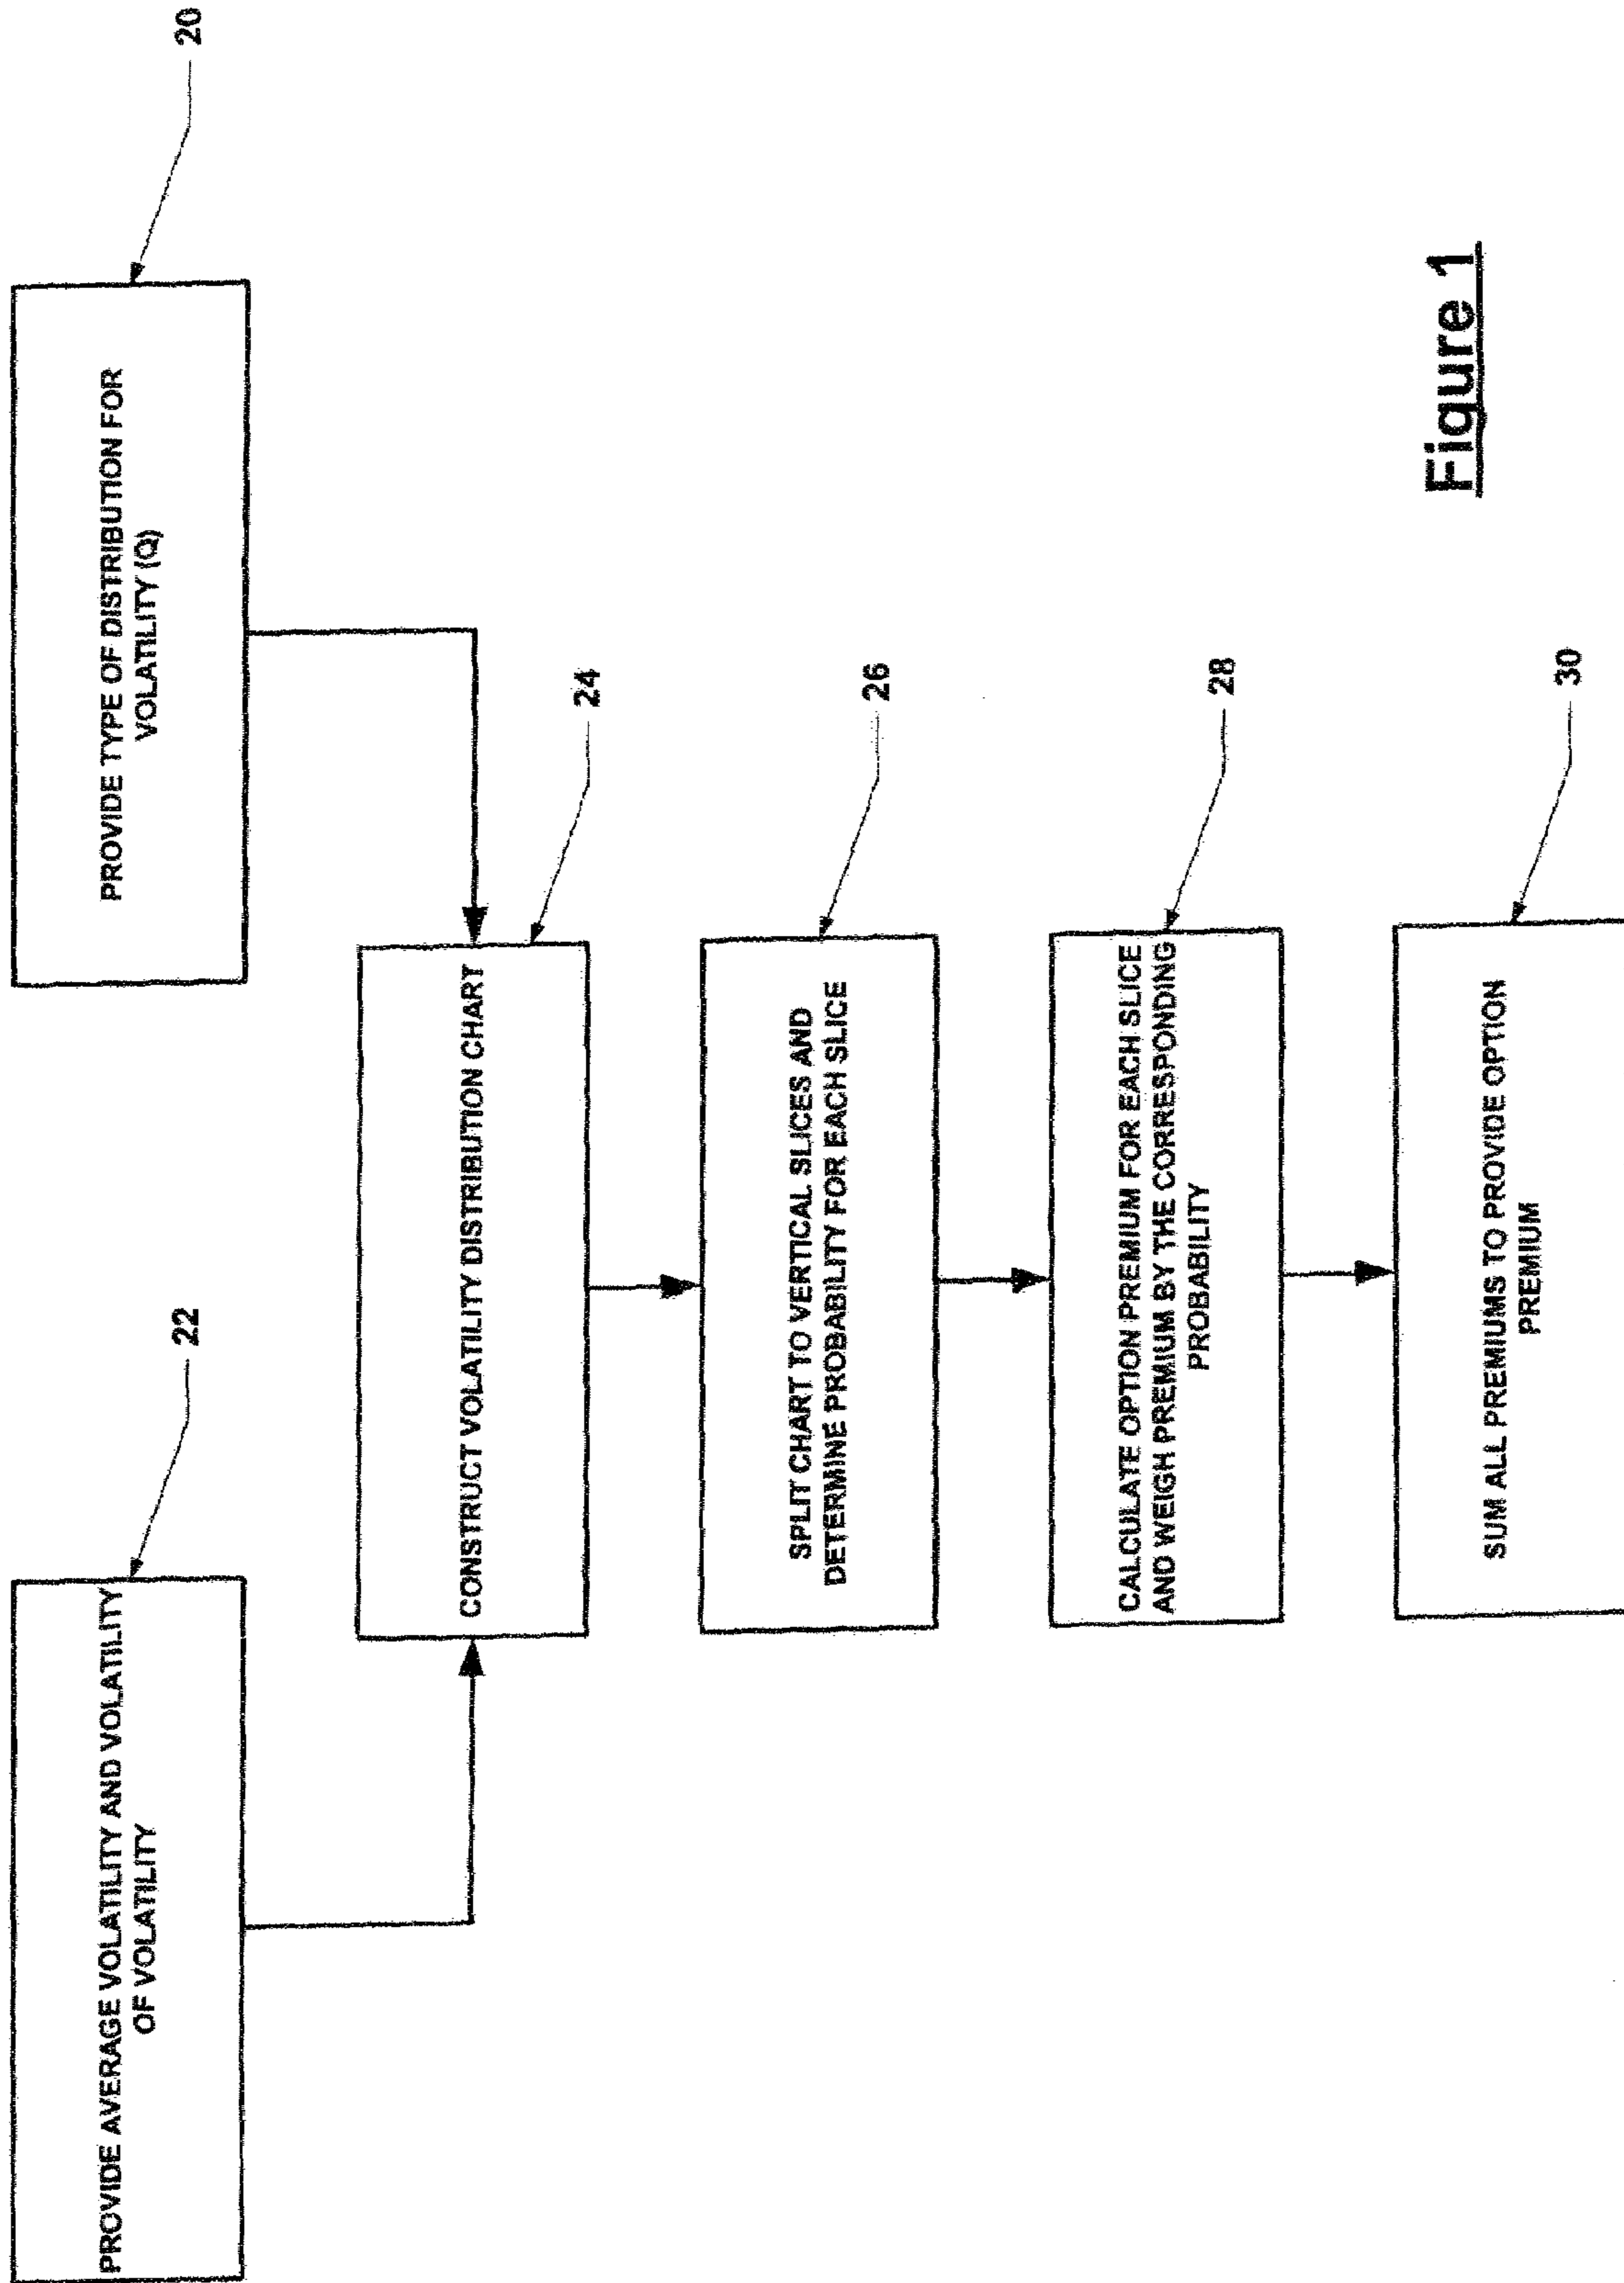 PROVIDE AVERAGE VOLATILITY AND VOLATILITY
OF VOLATILITY
22
PROVIDE TYPE OF DISTRIBUTION FOR
VOLATILITY (Q)
20
CONSTRUCT VOLATILITY DISTRIBUTION CHART
24
SPLIT CHART TO VERTICAL SLICES AND
DETERMINE PROBABILITY FOR EACH SLICE
26
CALCULATE OPTION PREMIUM FOR EACH SLICE
AND WEIGH PREMIUM BY THE CORRESPONDING
PROBABILITY
28
SUM ALL PREMIUMS TO PROVIDE OPTION
PREMIUM
30
Figure 1